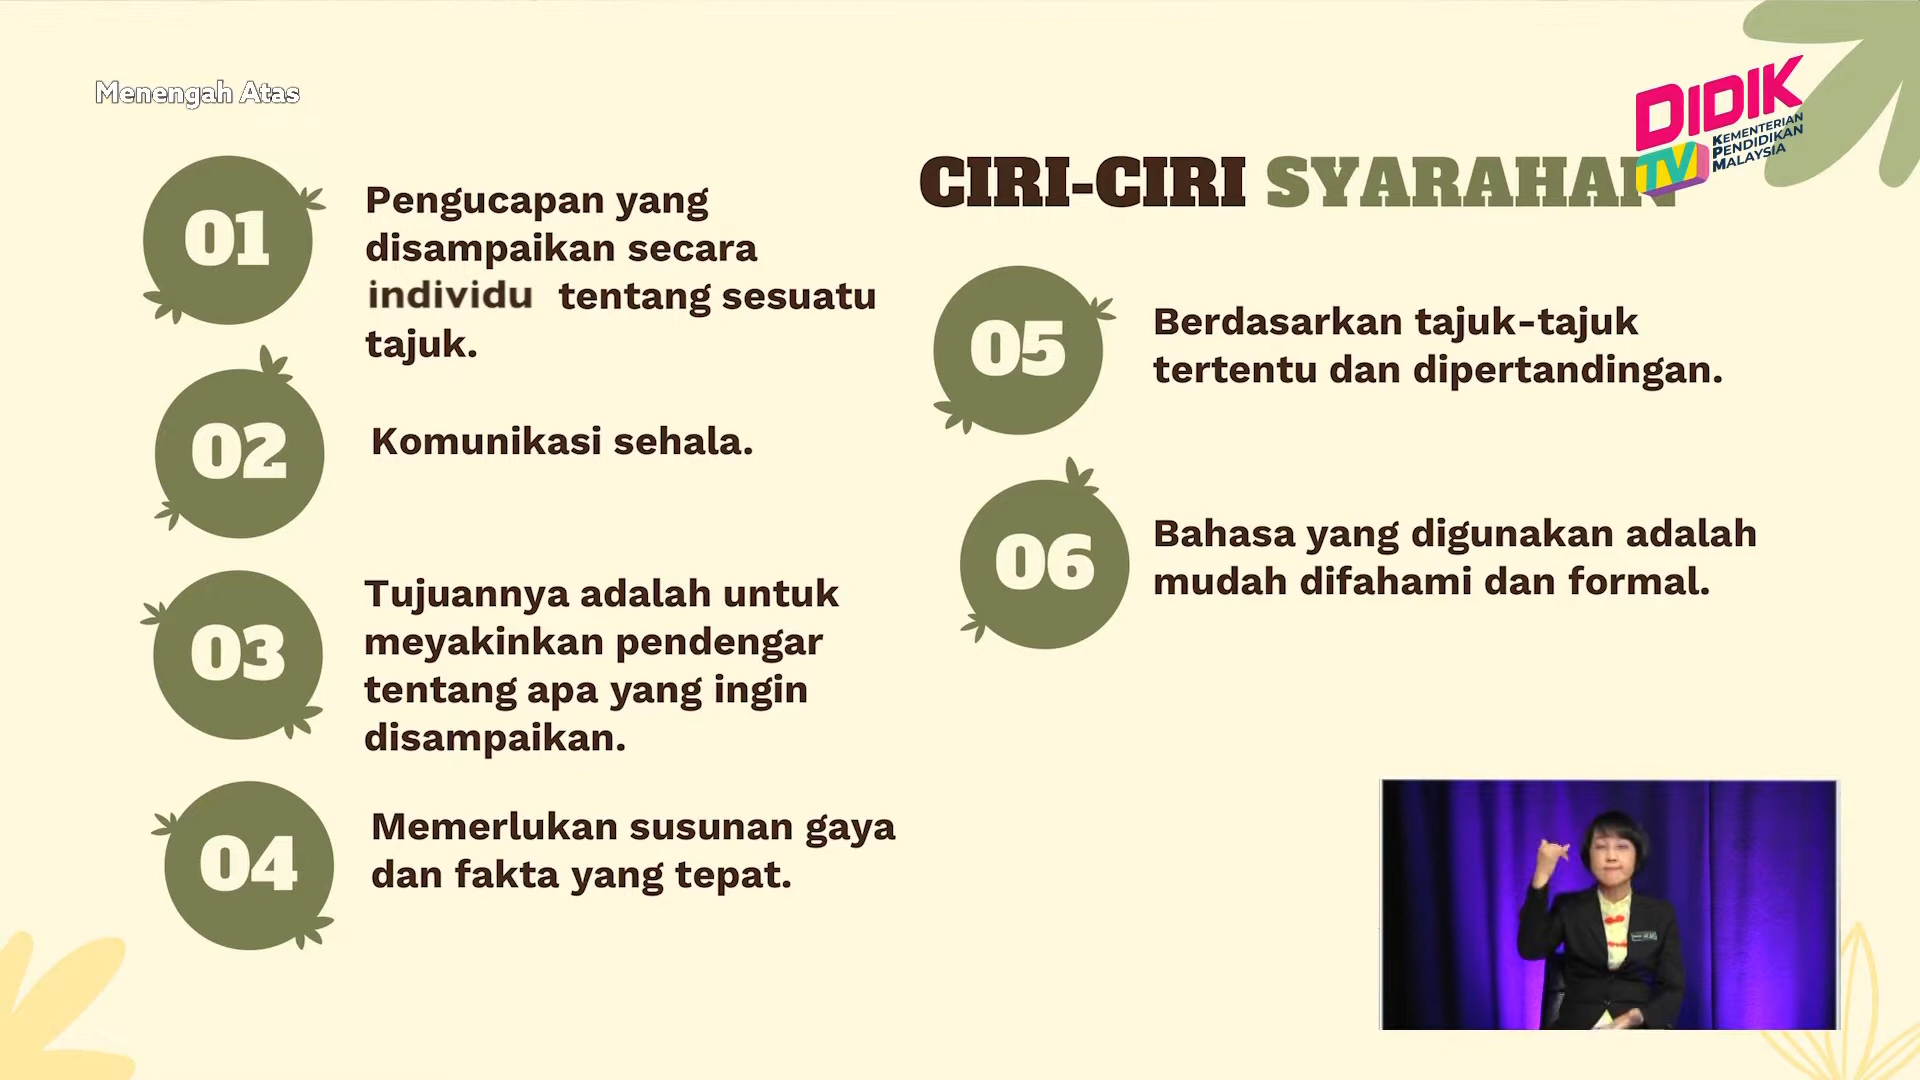 Menengah Atas
DIDIK
TV
KEMENTERIAN
PENDIDIKAN
MALAYSIA
CIRI-CIRI SYARAHAN
01
Pengucapan yang
disampaikan secara
individu tentang sesuatu
tajuk.
02
Komunikasi sehala.
03
Tujuannya adalah untuk
meyakinkan pendengar
tentang apa yang ingin
disampaikan.
04
Memerlukan susunan gaya
dan fakta yang tepat.
05
Berdasarkan tajuk-tajuk
tertentu dan dipertandingan.
06
Bahasa yang digunakan adalah
mudah difahami dan formal.